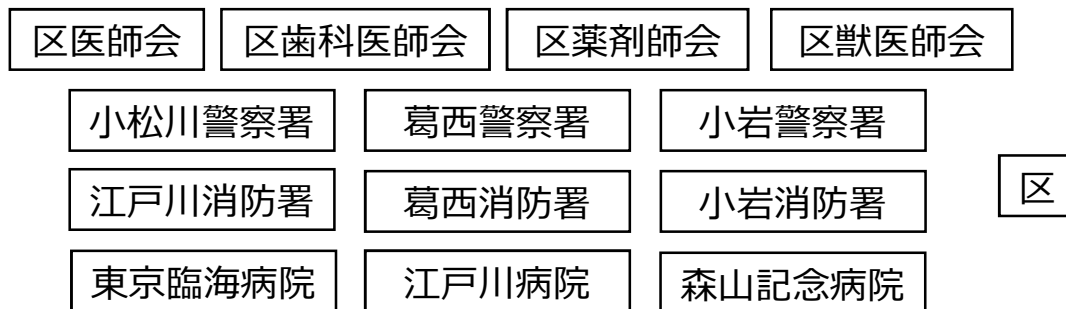 区医師会 区歯科医師会 区薬剤師会 区獣医師会
小松川警察署 葛西警察署 小岩警察署
区
江戸川消防署 葛西消防署 小岩消防署
東京臨海病院 江戸川病院 森山記念病院